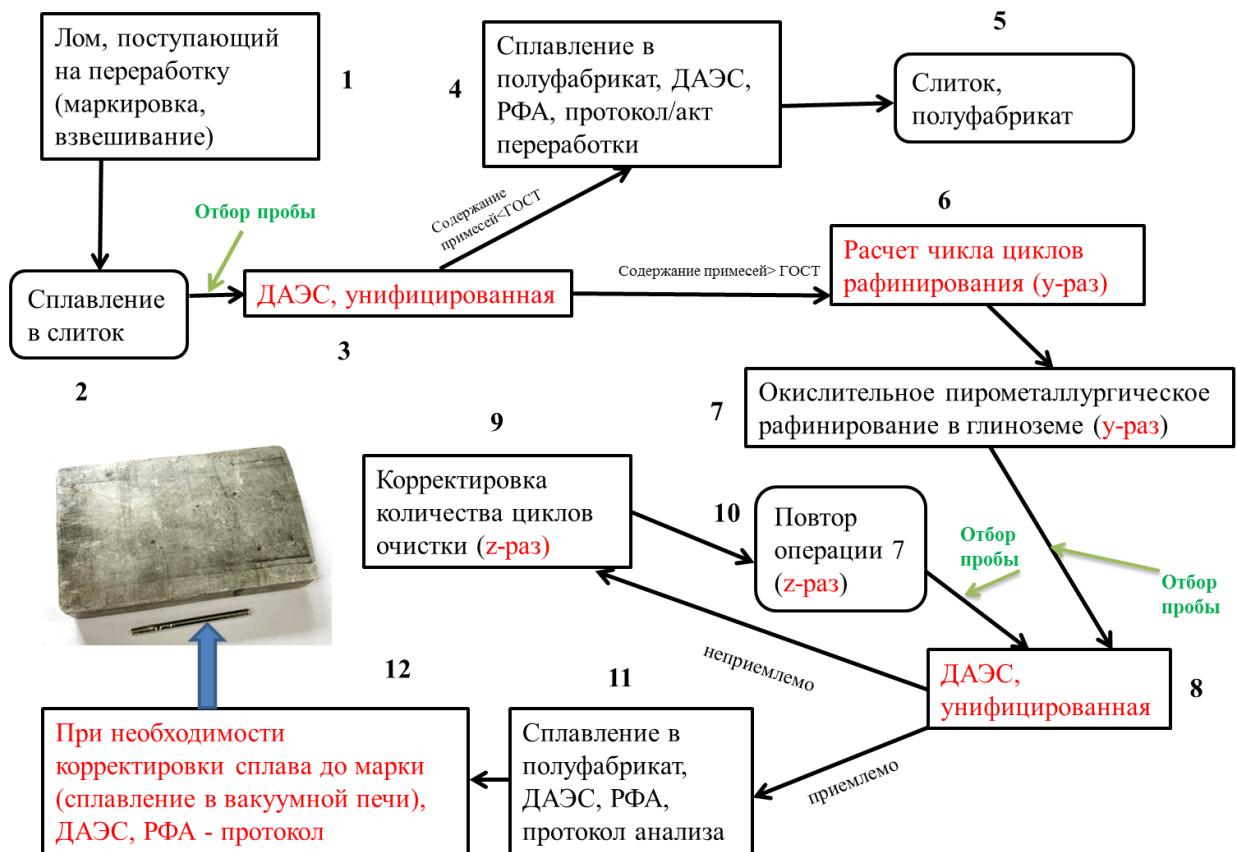 Лом, поступающий
на переработку
(маркировка,
взвешивание)
1
Сплавление в
полуфабрикат, ДАЭС,
РФА, протокол/акт
переработки
4
5
Слиток,
полуфабрикат
Отбор пробы
Содержание
примесей<ГОСТ
Сплавление
в слиток
2
ДАЭС, унифицированная
3
Содержание примесей> ГОСТ
6
Расчет чикла циклов
рафинирования (y-раз)
7
Окислительное пирометаллургическое
рафинирование в глиноземе (y-раз)
9
Корректировка
количества циклов
очистки (z-раз)
10
Повтор
операции 7
(z-раз)
Отбор
пробы
Отбор
пробы
неприемлемо
ДАЭС,
унифицированная
8
приемлемо
11
Сплавление в
полуфабрикат,
ДАЭС, РФА,
протокол анализа
12
При необходимости
корректировки сплава до марки
(сплавление в вакуумной печи),
ДАЭС, РФА - протокол